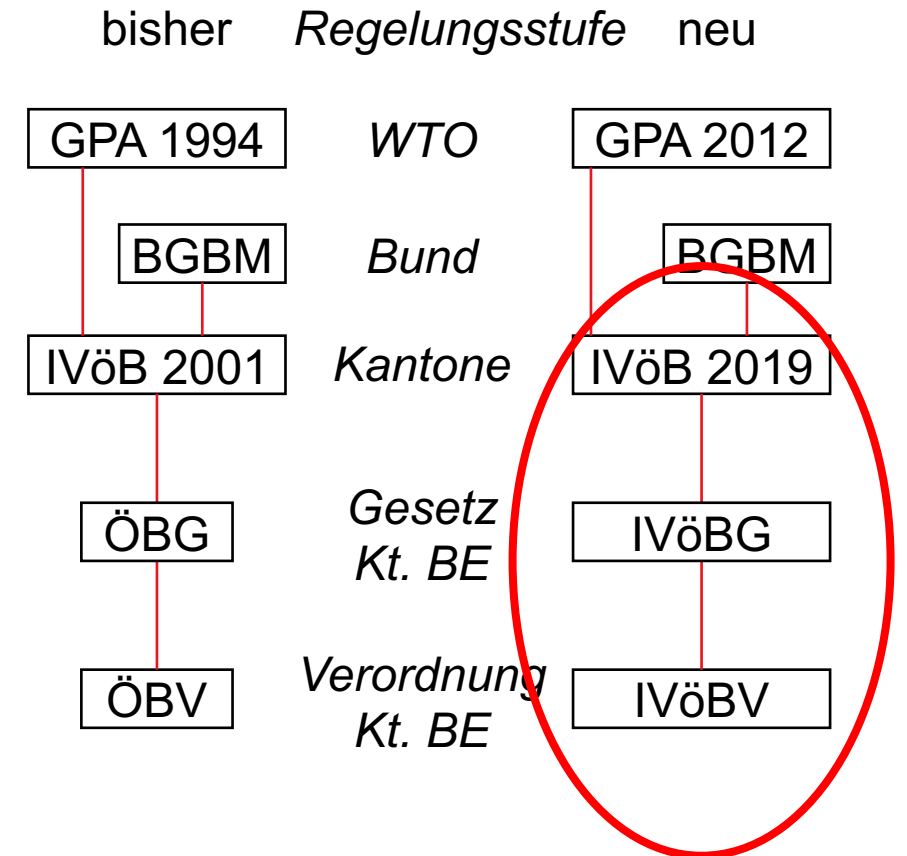 bisher Regelungsstufe neu
GPA 1994 WTO GPA 2012
BGBM Bund BGBM
IVöB 2001 Kantone IVöB 2019
Gesetz
ÖBG Kt. BE IVöBG
Verordnung
ÖBV Kt. BE IVöBV